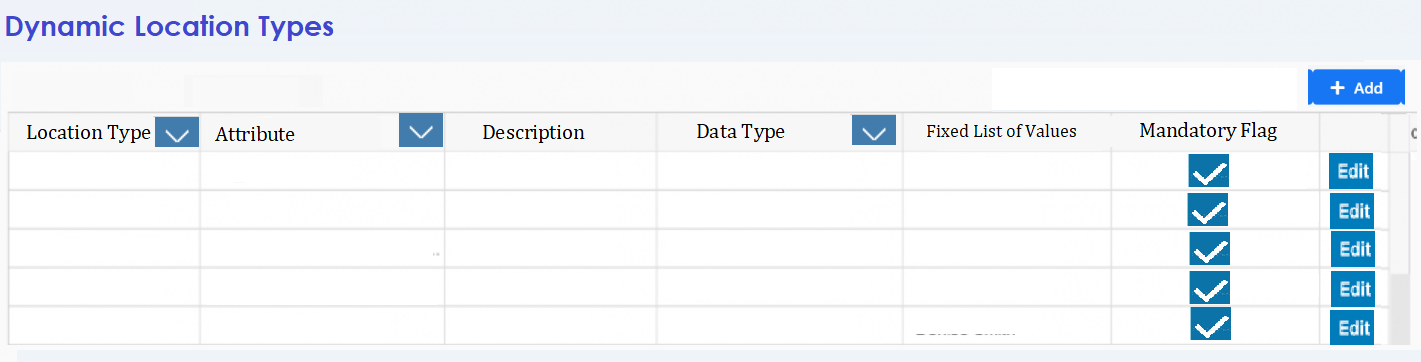 Dynamic Location Types
+ Add
Location Type Attribute Description Data Type Fixed List of Values Mandatory Flag
Edit
Edit
Edit
Edit
Edit